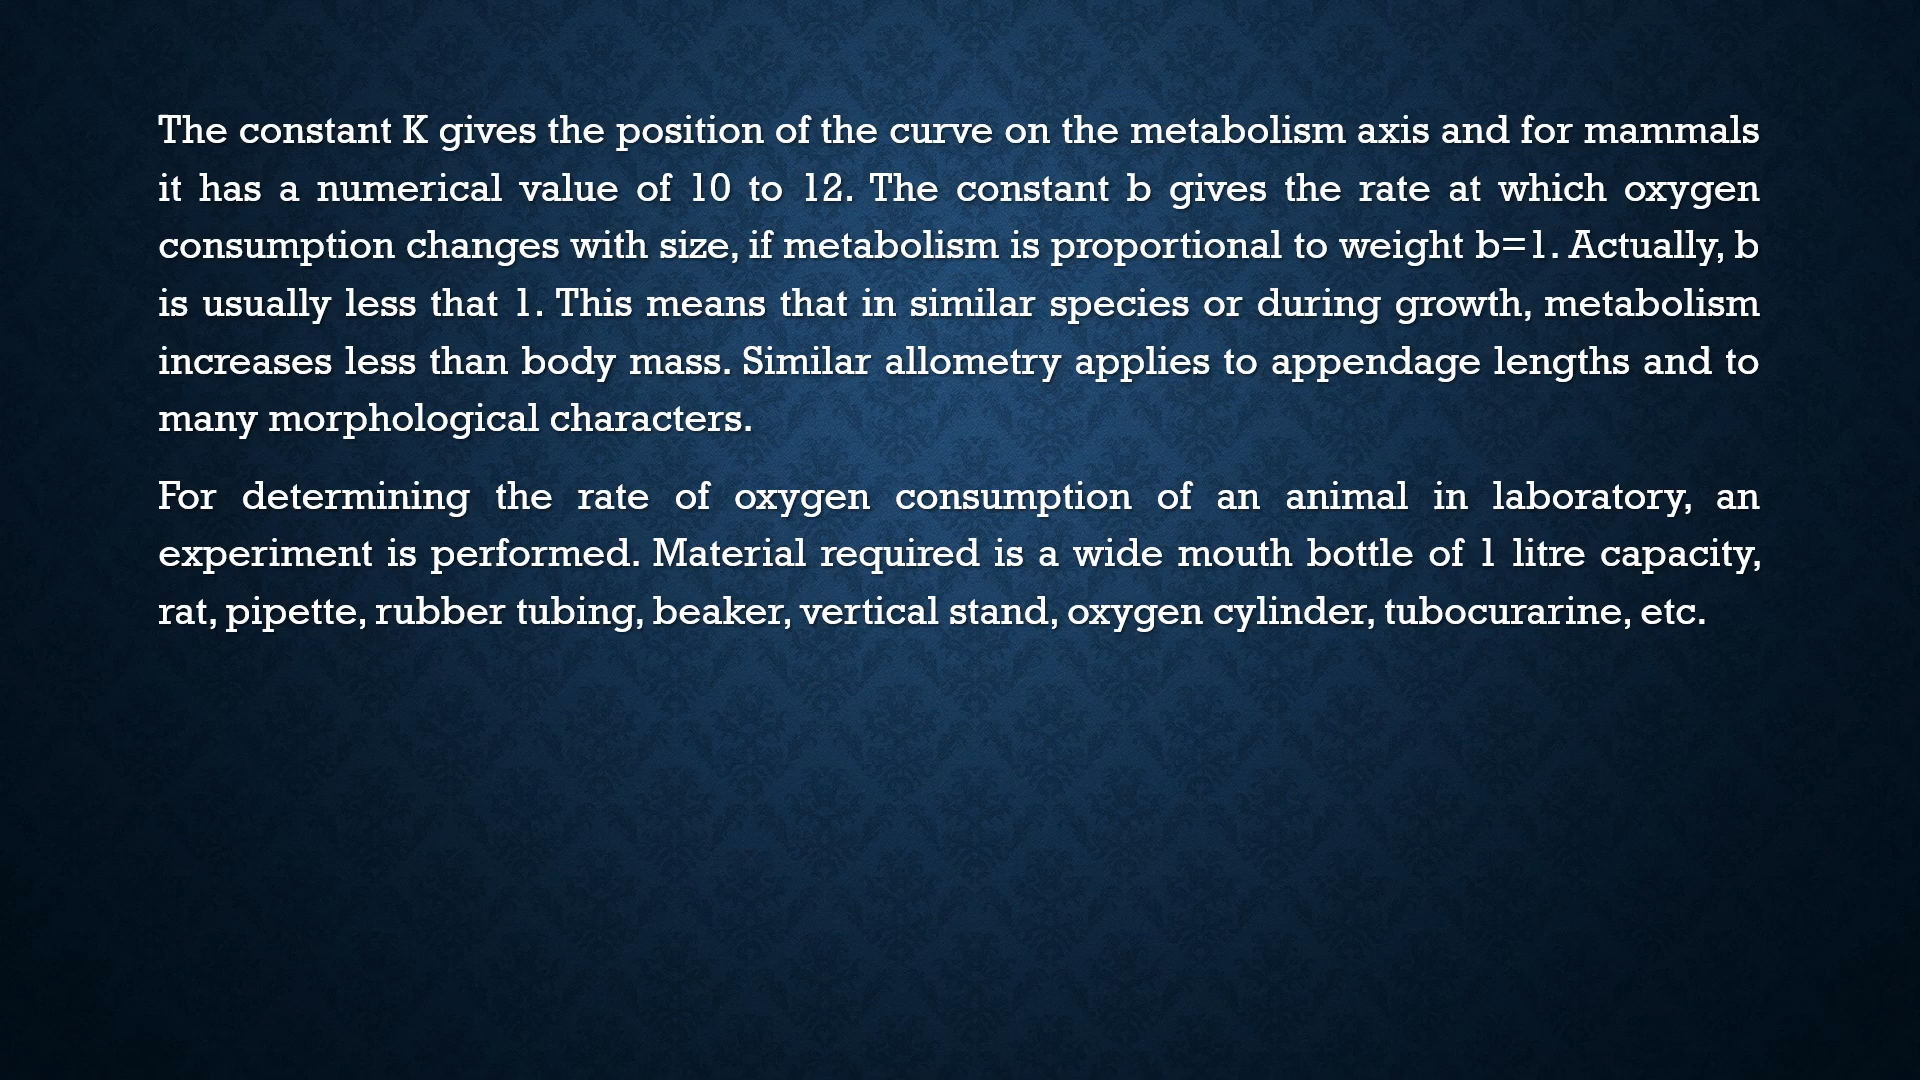 The constant K gives the position of the curve on the metabolism axis and for mammals
it has a numerical value of 10 to 12. The constant b gives the rate at which oxygen
consumption changes with size, if metabolism is proportional to weight b=1. Actually, b
is usually less that 1. This means that in similar species or during growth, metabolism
increases less than body mass. Similar allometry applies to appendage lengths and to
many morphological characters.
For determining the rate of oxygen consumption of an animal in laboratory, an
experiment is performed. Material required is a wide mouth bottle of 1 litre capacity,
rat, pipette, rubber tubing, beaker, vertical stand, oxygen cylinder, tubocurarine, etc.